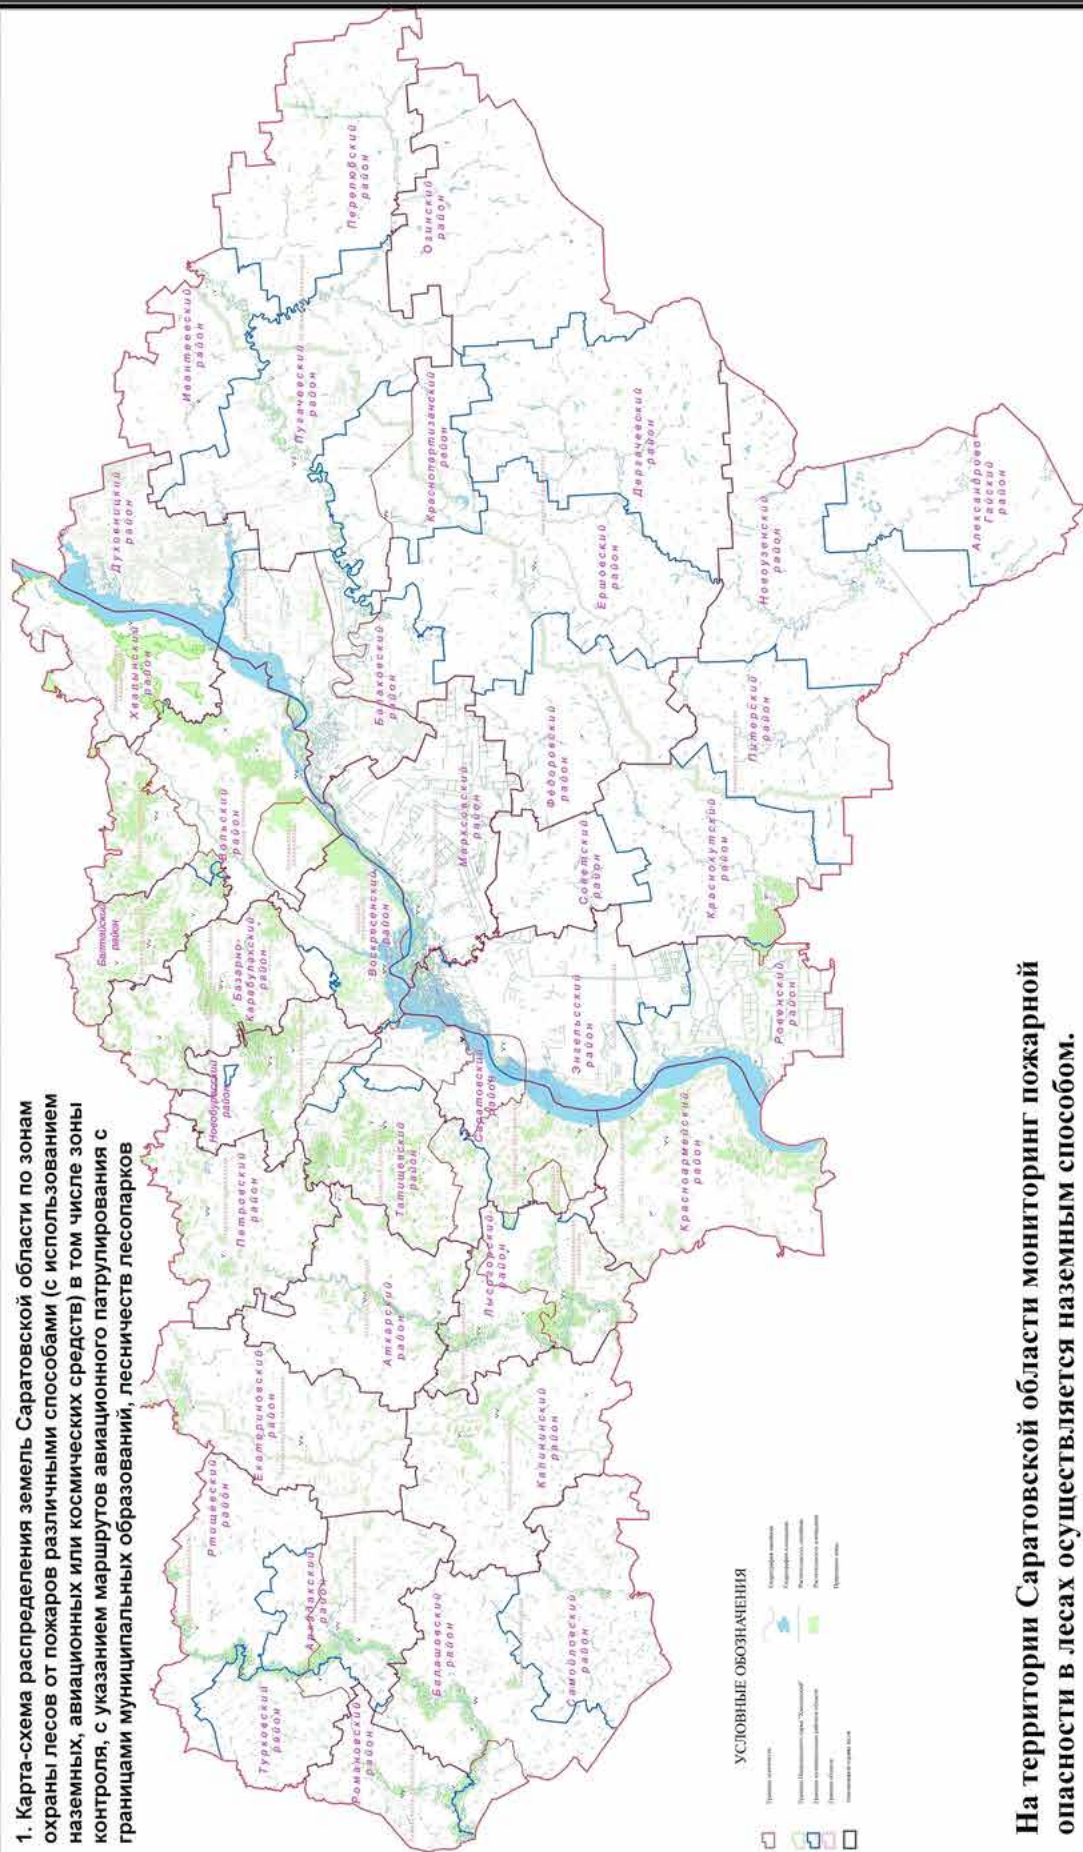 1. Карта-схема распределения земель Саратовской области по зонам
охраны лесов от пожаров различными способами (с использованием
наземных, авиационных или космических средств) в том числе зоны
контроля, с указанием маршрутов авиационного патрулирования с
границами муниципальных образований, лесничеств лесопарков
Духовницкий
район
Ивантеевский
район
Перелюбский
район
Пугачевский
район
Озинский
район
Хвалынский
район
Краснопартизанский
район
Балаковский
район
Вольский
район
Балтайский
район
Базарно-
Карабулакский
район
Воскресенский
район
Марксовский
район
Ершовский
район
Дергачевский
район
Федоровский
район
Новоузенский
район
Александрово
Гайский
район
Питерский
район
Советский
район
Краснокутский
район
Энгельсский
район
Ровенский
район
Новобурасский
район
Петровский
район
Татищевский
район
Саратовский
район
Красноармейский
район
Аткарский
район
Лысогорский
район
Екатериновский
район
Калининский
район
Ртищевский
район
Аркадакский
район
Балашовский
район
Самойловский
район
Турковский
район
Романовский
район
УСЛОВНЫЕ ОБОЗНАЧЕНИЯ
На территории Саратовской области мониторинг пожарной
опасности в лесах осуществляется наземным способом.